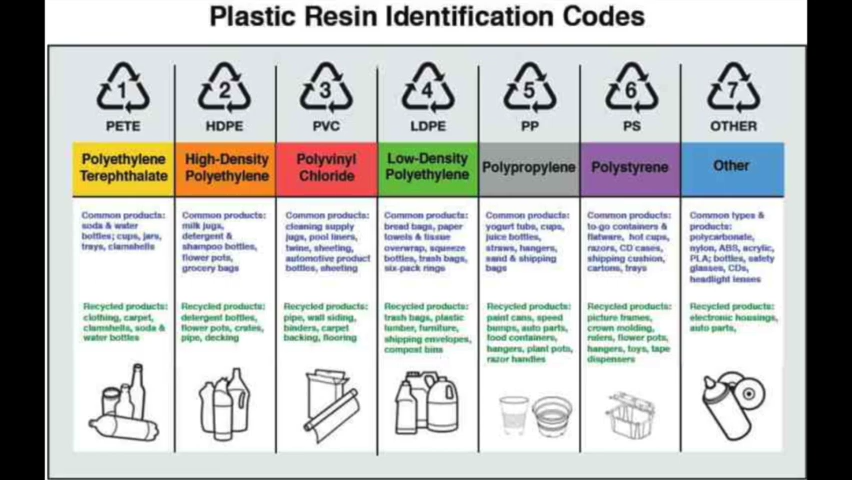 Plastic Resin Identification Codes
1
PETE
Polyethylene
Terephthalate
Common products:
soda & water
bottles; cups, jars,
trays, clamshells
Recycled products:
clothing, carpet,
clamshells, soda &
water bottles
2
HDPE
High-Density
Polyethylene
Common products:
milk jugs,
detergent &
shampoo bottles,
flower pots,
grocery bags
Recycled products:
detergent bottles,
flower pots, crates,
pipe, decking
3
PVC
Polyvinyl
Chloride
Common products:
cleaning supply
jugs, pool liners,
twine, sheeting,
automotive product
bottles, sheeting
Recycled products:
pipe, wall siding,
binders, carpet
backing, flooring
4
LDPE
Low-Density
Polyethylene
Common products:
bread bags, paper
towels & tissue
overwrap, squeeze
bottles, trash bags,
six-pack rings
Recycled products:
trash bags, plastic
lumber, furniture,
shipping envelopes,
compost bins
5
PP
Polypropylene
Common products:
yogurt tubs, cups,
juice bottles,
straws, hangers,
sand & shipping
bags
Recycled products:
paint cans, speed
bumps, auto parts,
food containers,
hangers, plant pots,
razor handles
6
PS
Polystyrene
Common products:
to-go containers &
flatware, hot cups,
razors, CD cases,
shipping cushion,
cartons, trays
Recycled products:
picture frames,
crown molding,
rulers, flower pots,
hangers, toys, tape
dispensers
7
OTHER
Other
Common types &
products:
polycarbonate,
nylon, ABS, acrylic,
PLA; bottles, safety
glasses, CDs,
headlight lenses
Recycled products:
electronic housings,
auto parts,